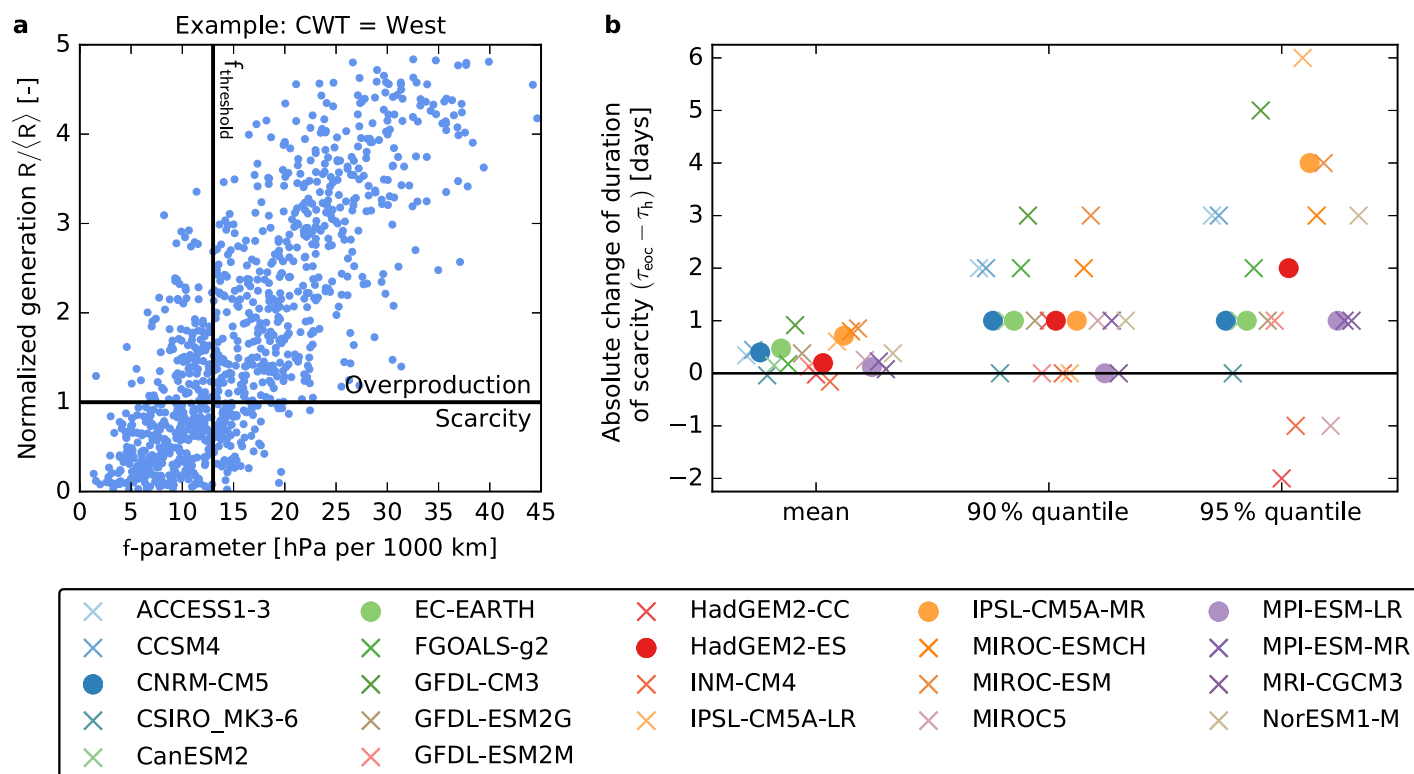 a
Example: CWT = West
5
4
3
2
1
0
Normalized generation R/⟨R⟩ [-]
f_threshold
Overproduction
Scarcity
0 5 10 15 20 25 30 35 40 45
f-parameter [hPa per 1000 km]
b
6
5
4
3
2
1
0
−1
−2
Absolute change of duration
of scarcity (τ_eoc − τ_h) [days]
mean 90 % quantile 95 % quantile
ACCESS1-3 EC-EARTH HadGEM2-CC IPSL-CM5A-MR MPI-ESM-LR
CCSM4 FGOALS-g2 HadGEM2-ES MIROC-ESMCH MPI-ESM-MR
CNRM-CM5 GFDL-CM3 INM-CM4 MIROC-ESM MRI-CGCM3
CSIRO_MK3-6 GFDL-ESM2G IPSL-CM5A-LR MIROC5 NorESM1-M
CanESM2 GFDL-ESM2M